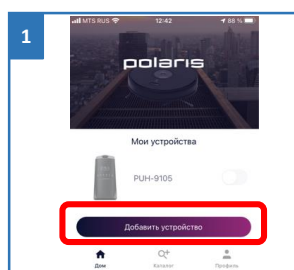 1
MTS RUS 12:42 88 %
polaris
Мои устройства
PUH-9105
Добавить устройство
Дом Каталог Профиль